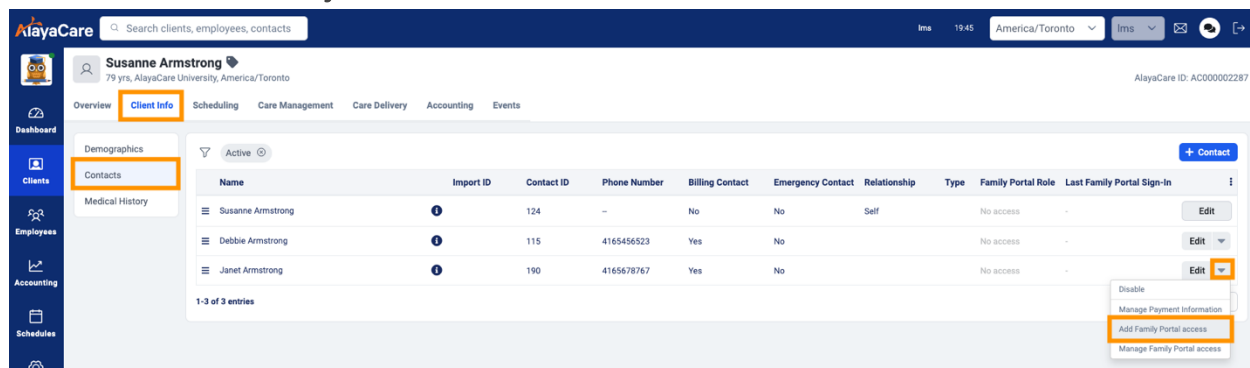 AlayaCare Search clients, employees, contacts lms 19:45 America/Toronto lms
Susanne Armstrong
79 yrs, AlayaCare University, America/Toronto AlayaCare ID: AC000002287
Overview Client Info Scheduling Care Management Care Delivery Accounting Events
Dashboard
Clients
Employees
Accounting
Schedules
Demographics
Contacts
Medical History
Active + Contact
Name Import ID Contact ID Phone Number Billing Contact Emergency Contact Relationship Type Family Portal Role Last Family Portal Sign-In
Susanne Armstrong 124 -- No No Self No access - Edit
Debbie Armstrong 115 4165456523 Yes No No access - Edit
Janet Armstrong 190 4165678767 Yes No No access - Edit
1-3 of 3 entries
Disable
Manage Payment Information
Add Family Portal access
Manage Family Portal access